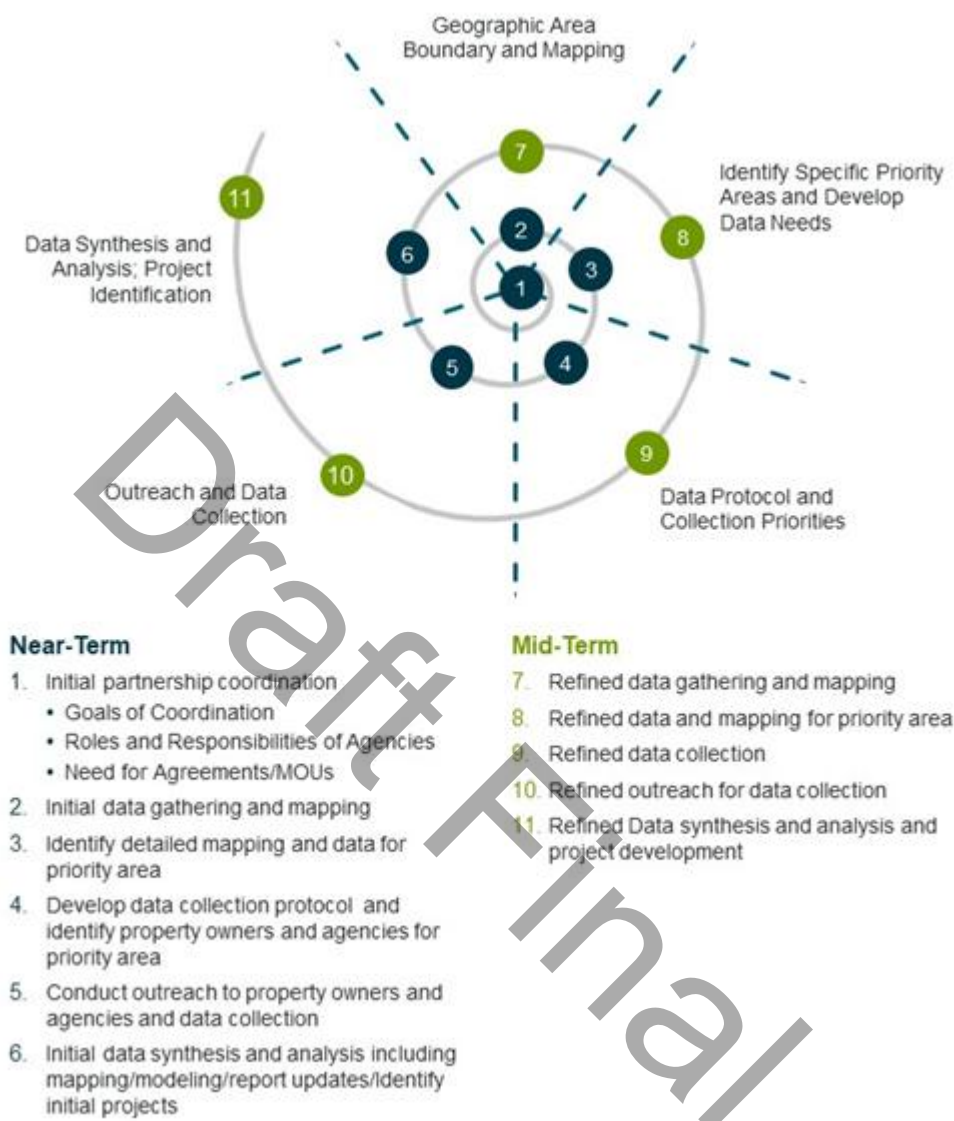 Geographic Area
Boundary and Mapping
7
Identify Specific Priority
Areas and Develop
Data Needs
11
2
8
6
3
Data Synthesis and
Analysis; Project
Identification
1
5
4
9
10
Outreach and Data
Collection
Data Protocol and
Collection Priorities
Near-Term
1. Initial partnership coordination
• Goals of Coordination
• Roles and Responsibilities of Agencies
• Need for Agreements/MOUs
2. Initial data gathering and mapping
3. Identify detailed mapping and data for
priority area
4. Develop data collection protocol and
identify property owners and agencies for
priority area
5. Conduct outreach to property owners and
agencies and data collection
6. Initial data synthesis and analysis including
mapping/modeling/report updates/Identify
initial projects
Mid-Term
7. Refined data gathering and mapping
8. Refined data and mapping for priority area
9. Refined data collection
10. Refined outreach for data collection
11. Refined Data synthesis and analysis and
project development
Draft Final